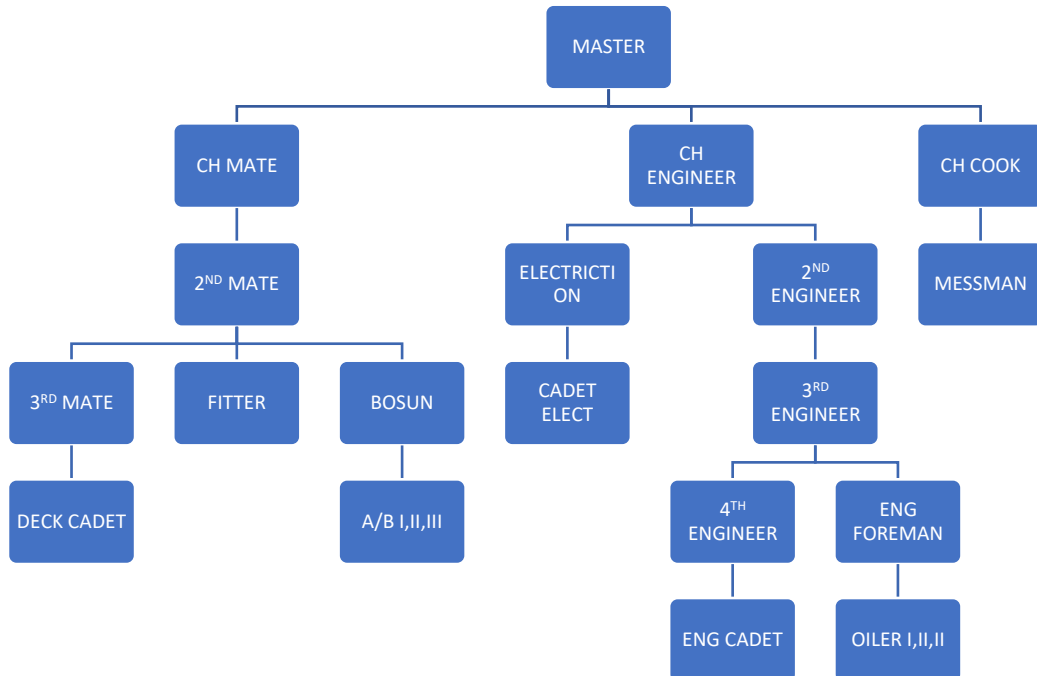 MASTER
CH MATE
CH
ENGINEER
CH COOK
2ND MATE
ELECTRICTI
ON
2ND
ENGINEER
MESSMAN
3RD MATE
FITTER
BOSUN
CADET
ELECT
3RD
ENGINEER
DECK CADET
A/B I,II,III
4TH
ENGINEER
ENG
FOREMAN
ENG CADET
OILER I,II,II